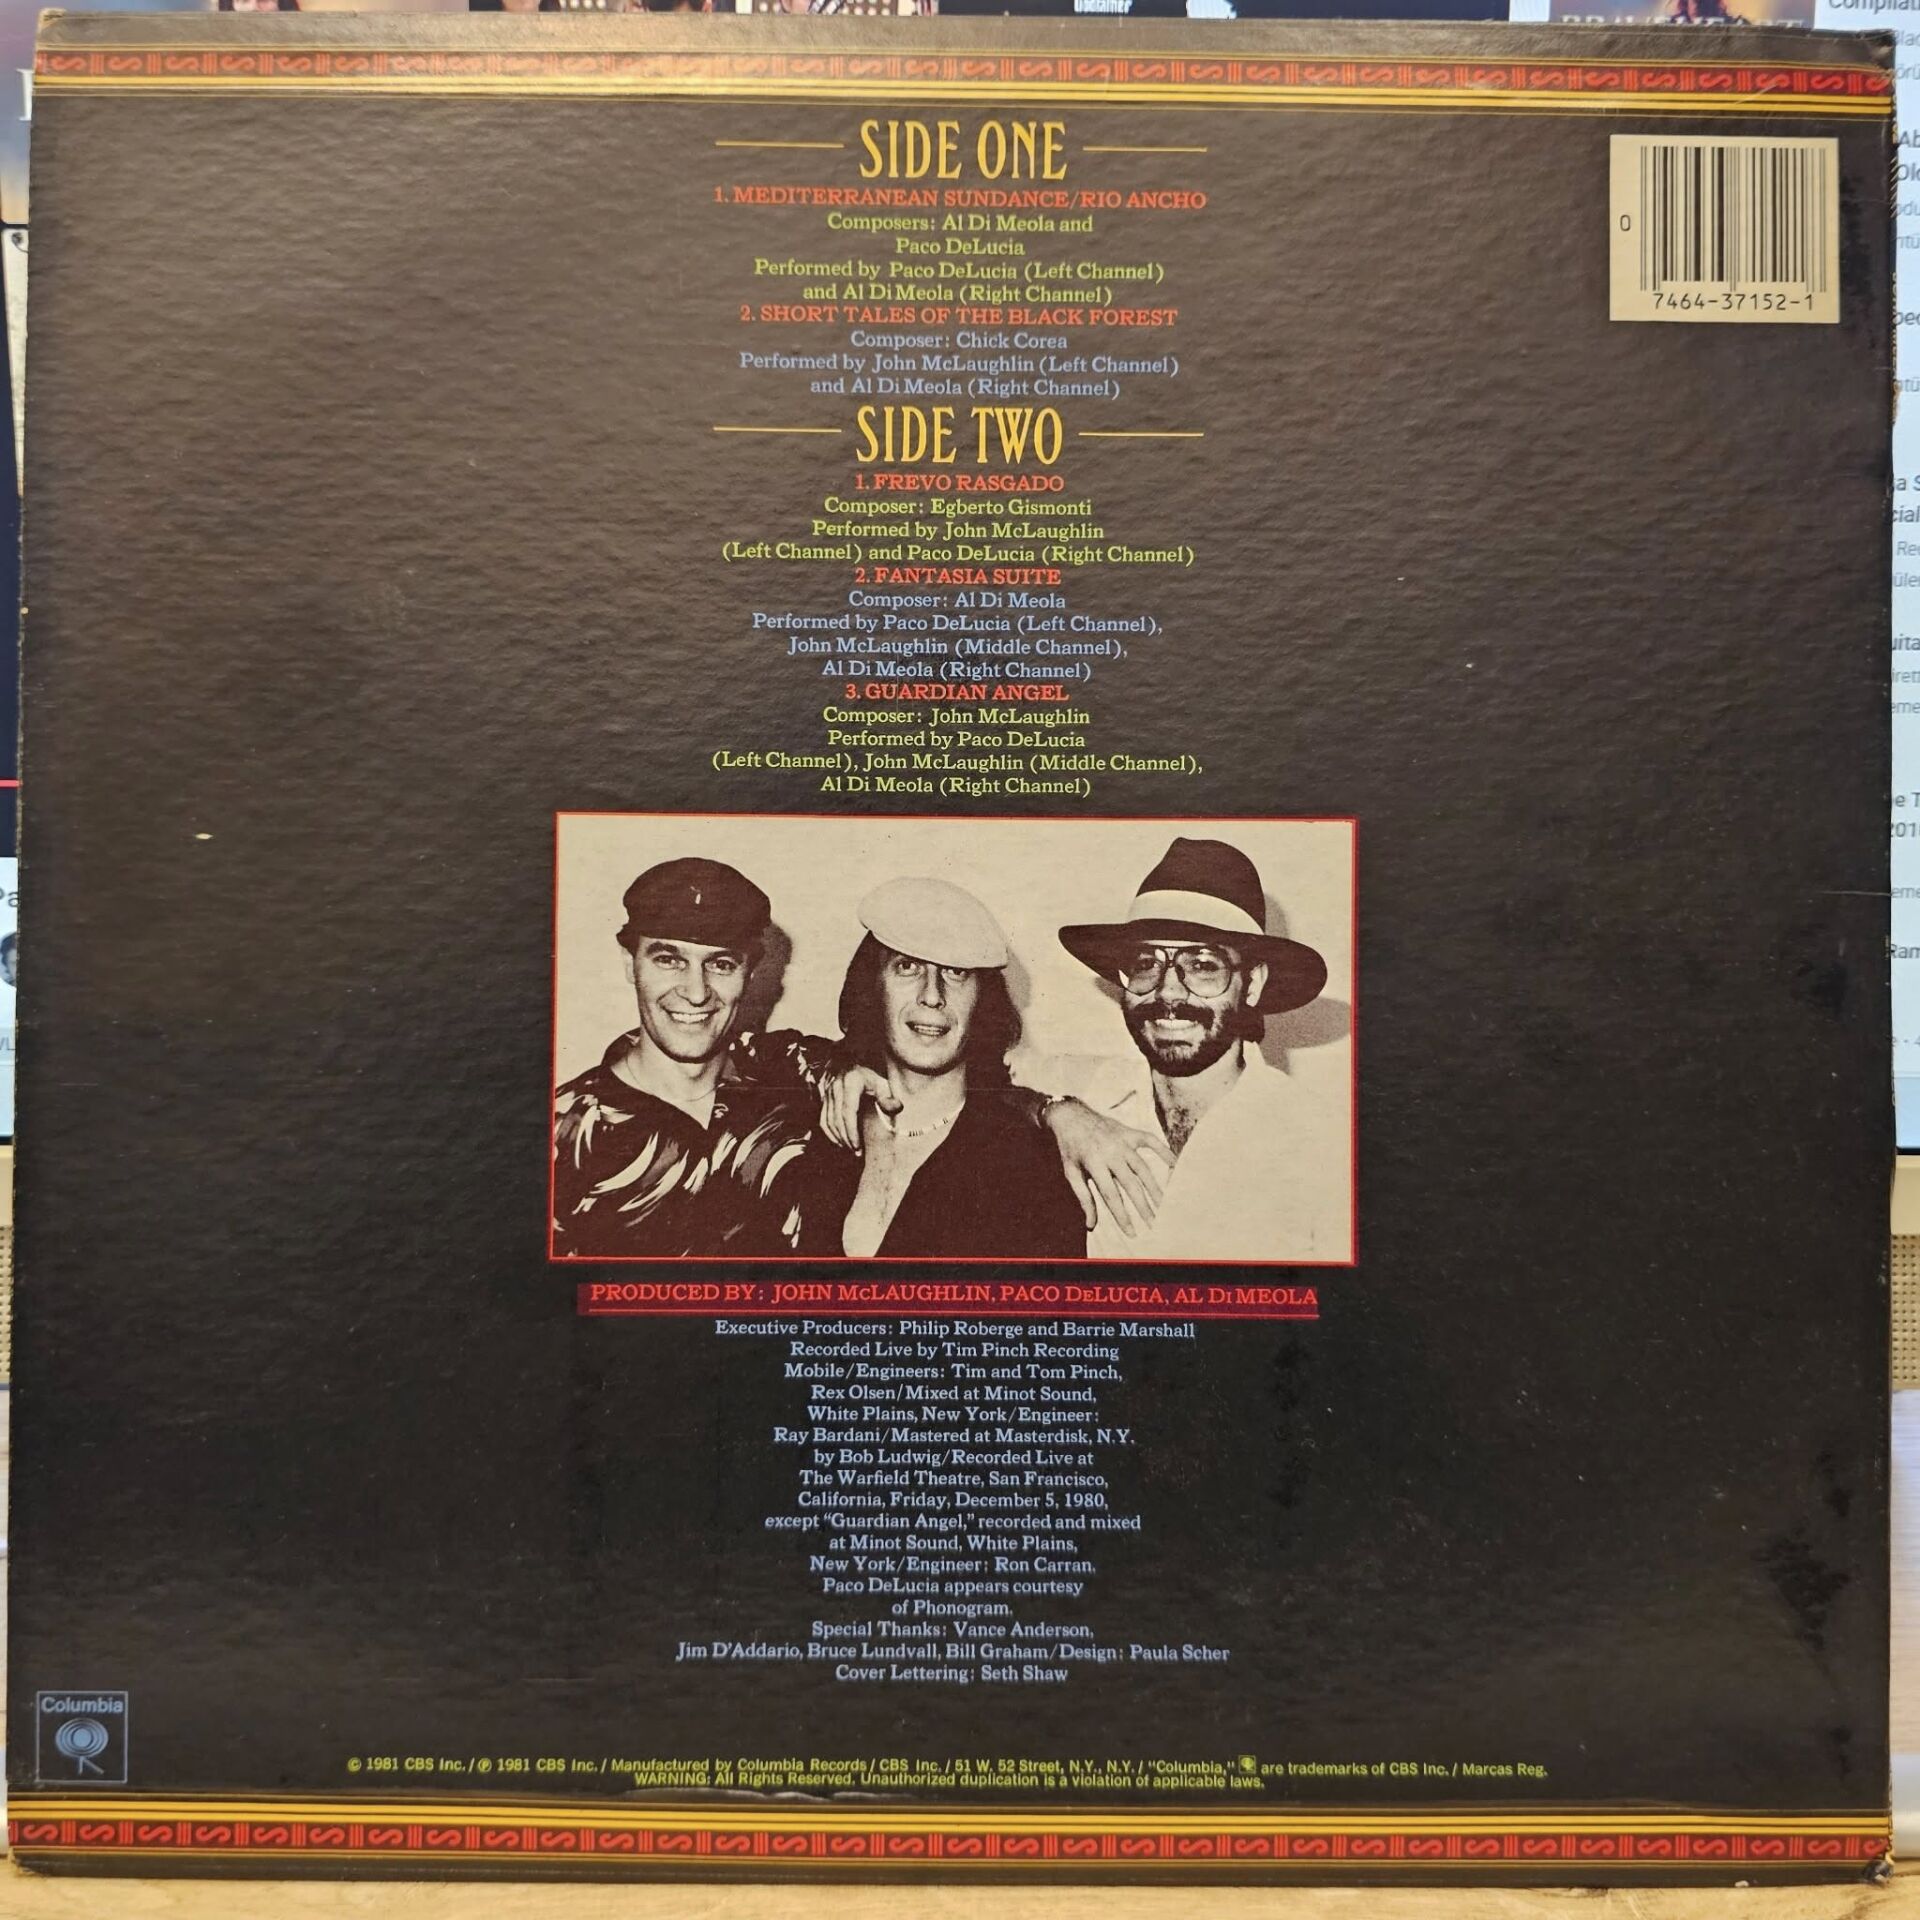 SIDE ONE
1. MEDITERRANEAN SUNDANCE/RIO ANCHO
Composers: Al Di Meola and
Paco DeLucia
Performed by Paco DeLucia (Left Channel)
and Al Di Meola (Right Channel)
2. SHORT TALES OF THE BLACK FOREST
Composer: Chick Corea
Performed by John McLaughlin (Left Channel)
and Al Di Meola (Right Channel)
SIDE TWO
1. FREVO RASGADO
Composer: Egberto Gismonti
Performed by John McLaughlin
(Left Channel) and Paco DeLucia (Right Channel)
2. FANTASIA SUITE
Composer: Al Di Meola
Performed by Paco DeLucia (Left Channel),
John McLaughlin (Middle Channel),
Al Di Meola (Right Channel)
3. GUARDIAN ANGEL
Composer: John McLaughlin
Performed by Paco DeLucia
(Left Channel), John McLaughlin (Middle Channel),
Al Di Meola (Right Channel)
0
7464-37152-1
PRODUCED BY: JOHN McLAUGHLIN, PACO DeLUCIA, AL Di MEOLA
Executive Producers: Philip Roberge and Barrie Marshall
Recorded Live by Tim Pinch Recording
Mobile/Engineers: Tim and Tom Pinch,
Rex Olsen/Mixed at Minot Sound,
White Plains, New York/Engineer:
Ray Bardani/Mastered at Masterdisk, N.Y.
by Bob Ludwig/Recorded Live at
The Warfield Theatre, San Francisco,
California, Friday, December 5, 1980,
except "Guardian Angel," recorded and mixed
at Minot Sound, White Plains,
New York/Engineer: Ron Carran.
Paco DeLucia appears courtesy
of Phonogram.
Special Thanks: Vance Anderson,
Jim D'Addario, Bruce Lundvall, Bill Graham/Design: Paula Scher
Cover Lettering: Seth Shaw
Columbia
© 1981 CBS Inc. / ℗ 1981 CBS Inc. / Manufactured by Columbia Records / CBS Inc. / 51 W. 52 Street, N.Y., N.Y. / "Columbia," are trademarks of CBS Inc. / Marcas Reg.
WARNING: All Rights Reserved. Unauthorized duplication is a violation of applicable laws.